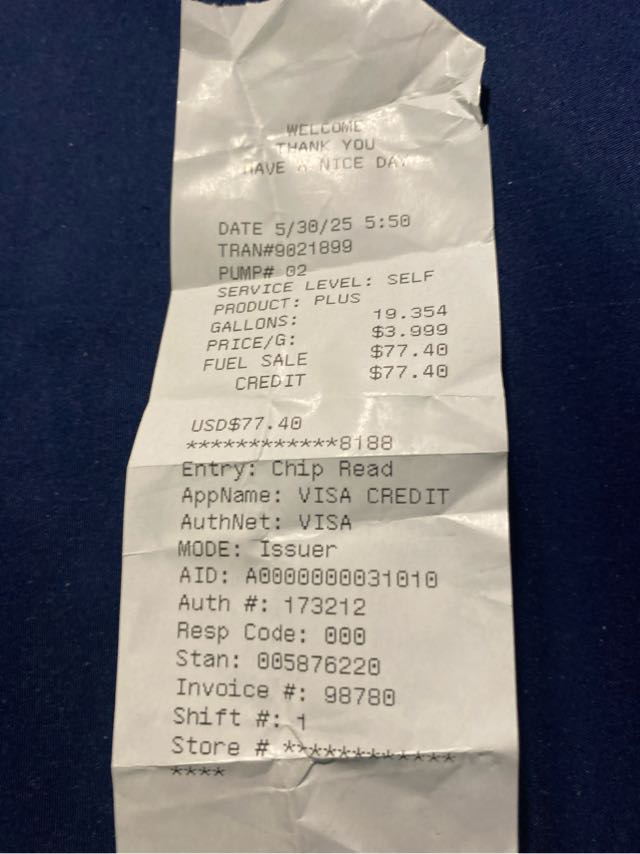 WELCOME
THANK YOU
HAVE A NICE DAY
DATE 5/30/25 5:50
TRAN#9021899
PUMP# 02
SERVICE LEVEL: SELF
PRODUCT: PLUS
GALLONS: 19.354
PRICE/G: $3.999
FUEL SALE $77.40
CREDIT $77.40
USD$77.40
************8188
Entry: Chip Read
AppName: VISA CREDIT
AuthNet: VISA
MODE: Issuer
AID: A0000000031010
Auth #: 173212
Resp Code: 000
Stan: 005876220
Invoice #: 98780
Shift #: 1
Store # ************
****